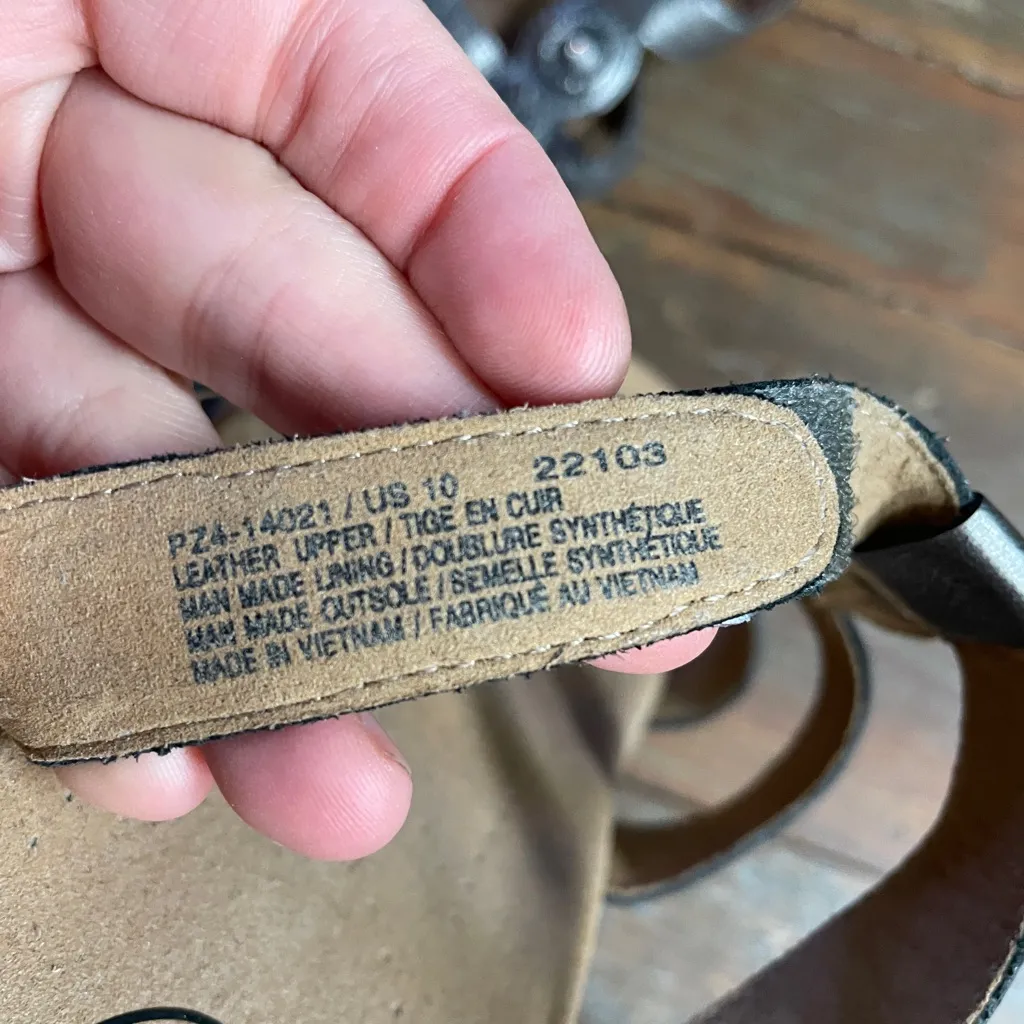 PZ4-14021 / US 10 22103
LEATHER UPPER / TIGE EN CUIR
MAN MADE LINING / DOUBLURE SYNTHÉTIQUE
MAN MADE OUTSOLE / SEMELLE SYNTHÉTIQUE
MADE IN VIETNAM / FABRIQUÉ AU VIETNAM